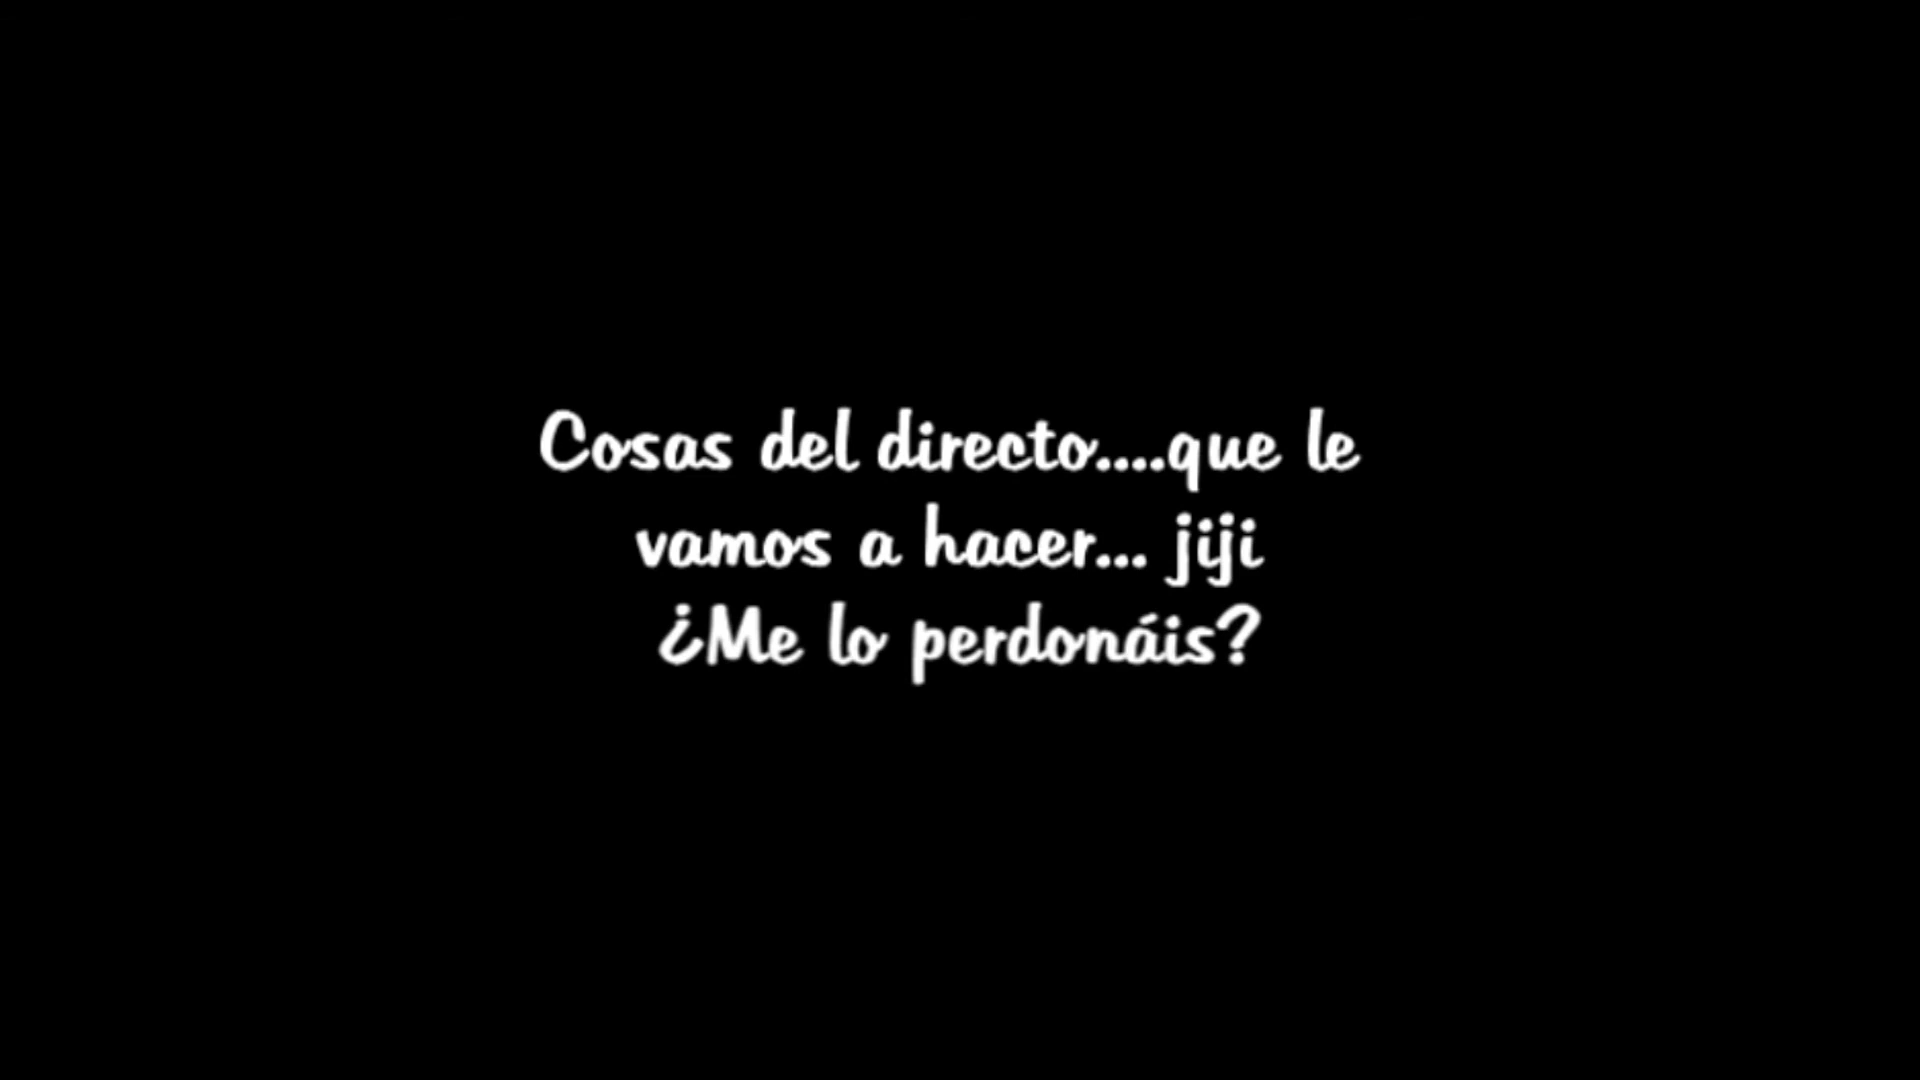 Cosas del directo....que le
vamos a hacer... jiji
¿Me lo perdonáis?